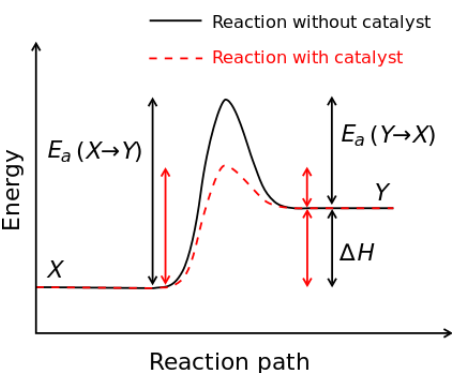 Reaction without catalyst
Reaction with catalyst
Energy
Eₐ (X→Y)
Eₐ (Y→X)
X
Y
ΔH
Reaction path